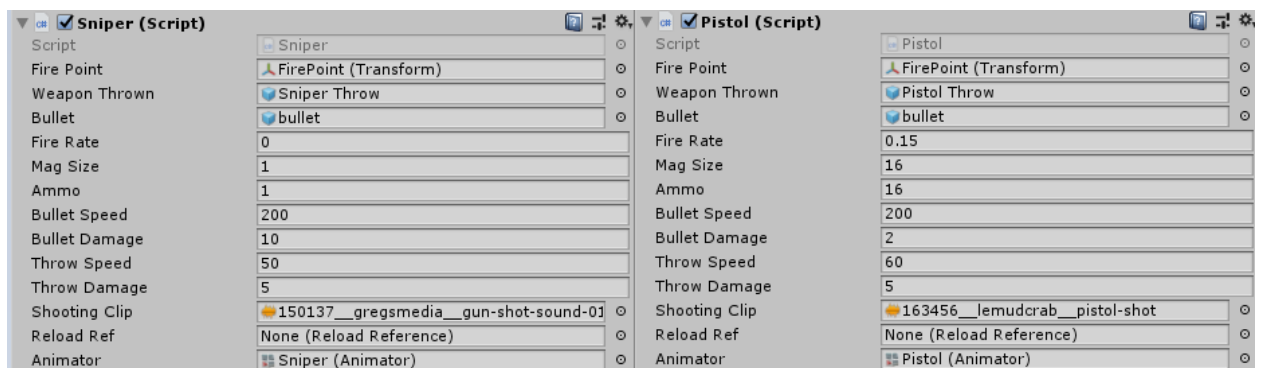 Sniper (Script)
Script Sniper
Fire Point FirePoint (Transform)
Weapon Thrown Sniper Throw
Bullet bullet
Fire Rate 0
Mag Size 1
Ammo 1
Bullet Speed 200
Bullet Damage 10
Throw Speed 50
Throw Damage 5
Shooting Clip 150137__gregsmedia__gun-shot-sound-01
Reload Ref None (Reload Reference)
Animator Sniper (Animator)
Pistol (Script)
Script Pistol
Fire Point FirePoint (Transform)
Weapon Thrown Pistol Throw
Bullet bullet
Fire Rate 0.15
Mag Size 16
Ammo 16
Bullet Speed 200
Bullet Damage 2
Throw Speed 60
Throw Damage 5
Shooting Clip 163456__lemudcrab__pistol-shot
Reload Ref None (Reload Reference)
Animator Pistol (Animator)